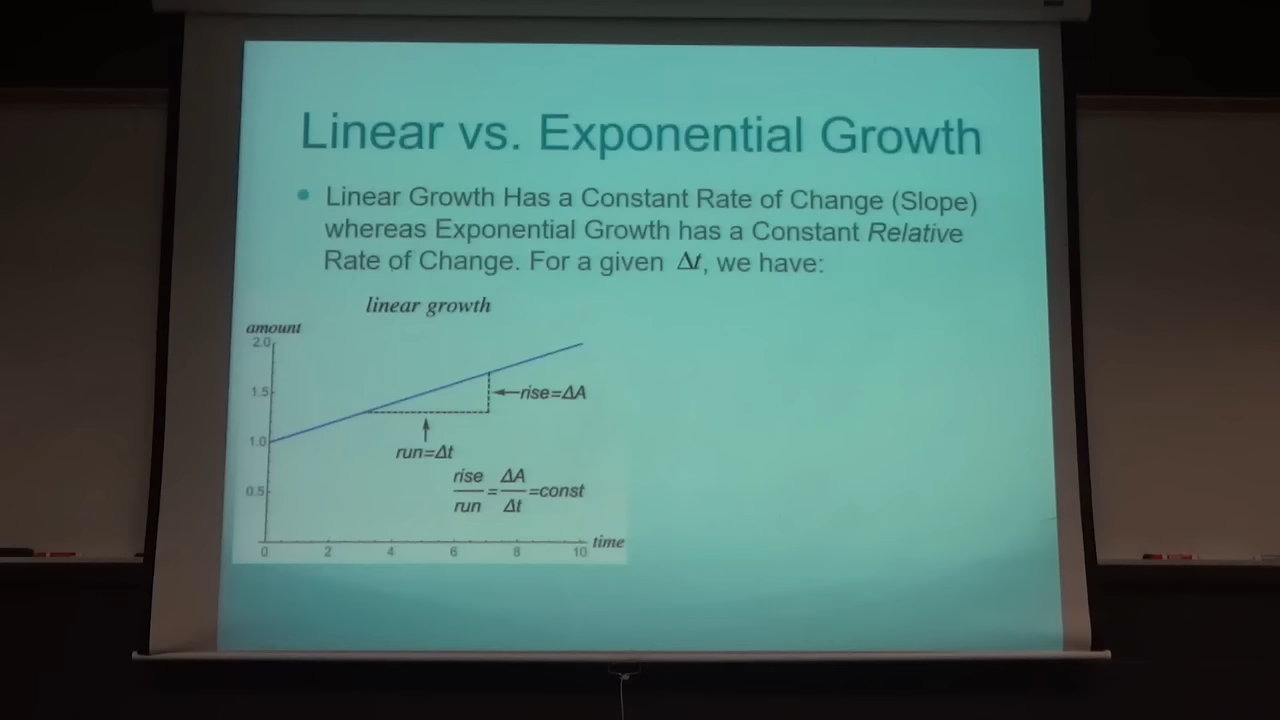 Linear vs. Exponential Growth
• Linear Growth Has a Constant Rate of Change (Slope)
whereas Exponential Growth has a Constant Relative
Rate of Change. For a given Δt, we have:
linear growth
amount
2.0
1.5
rise=ΔA
1.0
run=Δt
rise/run=ΔA/Δt=const
0.5
time
0 2 4 6 8 10